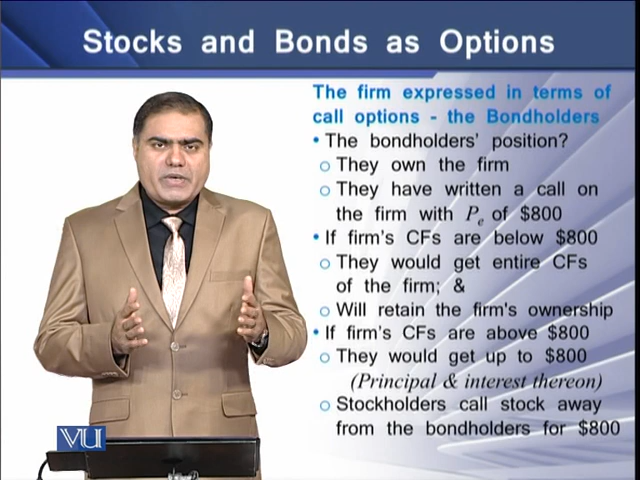 Stocks and Bonds as Options
The firm expressed in terms of
call options - the Bondholders
• The bondholders' position?
o They own the firm
o They have written a call on
the firm with Pe of $800
• If firm's CFs are below $800
o They would get entire CFs
of the firm; &
o Will retain the firm's ownership
• If firm's CFs are above $800
o They would get up to $800
(Principal & interest thereon)
o Stockholders call stock away
from the bondholders for $800
VU